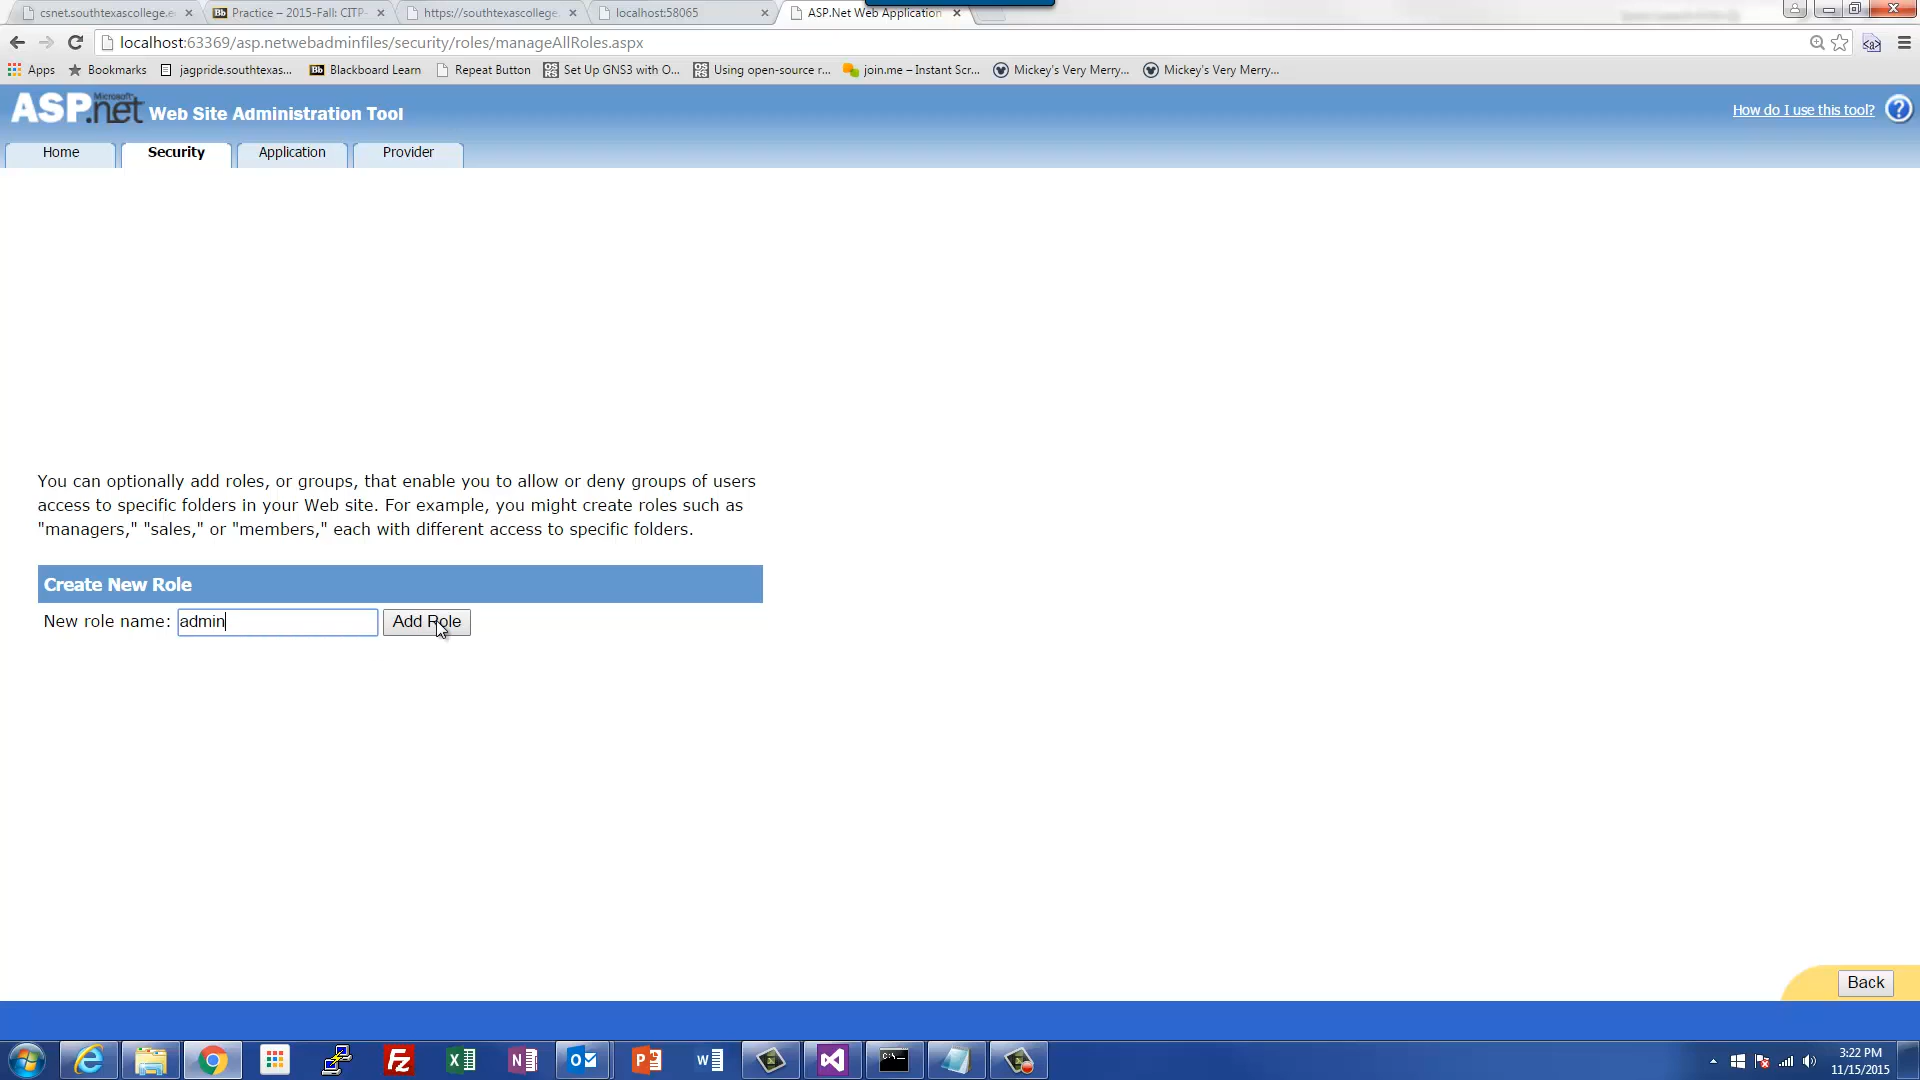 csnet.southtexascollege.e
Practice – 2015-Fall: CITP-
https://southtexascollege.
localhost:58065
ASP.Net Web Application
localhost:63369/asp.netwebadminfiles/security/roles/manageAllRoles.aspx
Apps
Bookmarks
jagpride.southtexas...
Bb
Blackboard Learn
Repeat Button
Set Up GNS3 with O...
Using open-source r...
join.me – Instant Scr...
Mickey's Very Merry...
Mickey's Very Merry...
Microsoft
ASP.net Web Site Administration Tool
How do I use this tool?
?
Home
Security
Application
Provider
You can optionally add roles, or groups, that enable you to allow or deny groups of users
access to specific folders in your Web site. For example, you might create roles such as
"managers," "sales," or "members," each with different access to specific folders.
Create New Role
New role name: admin Add Role
Back
3:22 PM
11/15/2015